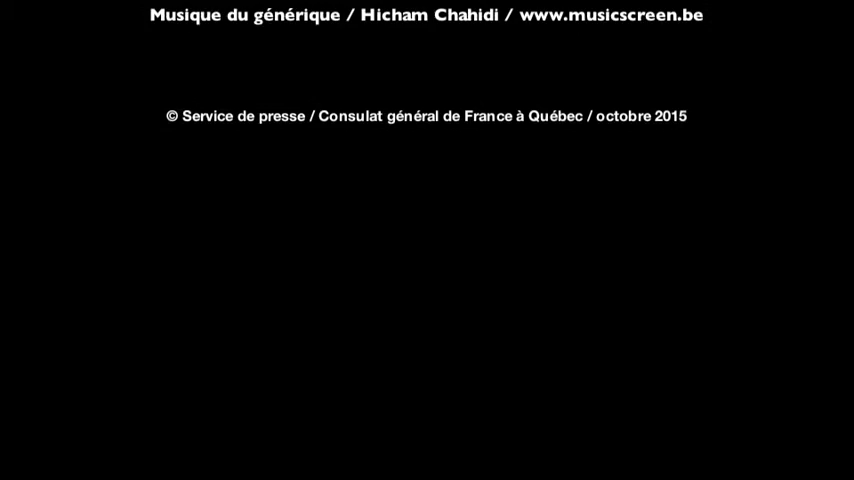 Musique du générique / Hicham Chahidi / www.musicscreen.be
© Service de presse / Consulat général de France à Québec / octobre 2015